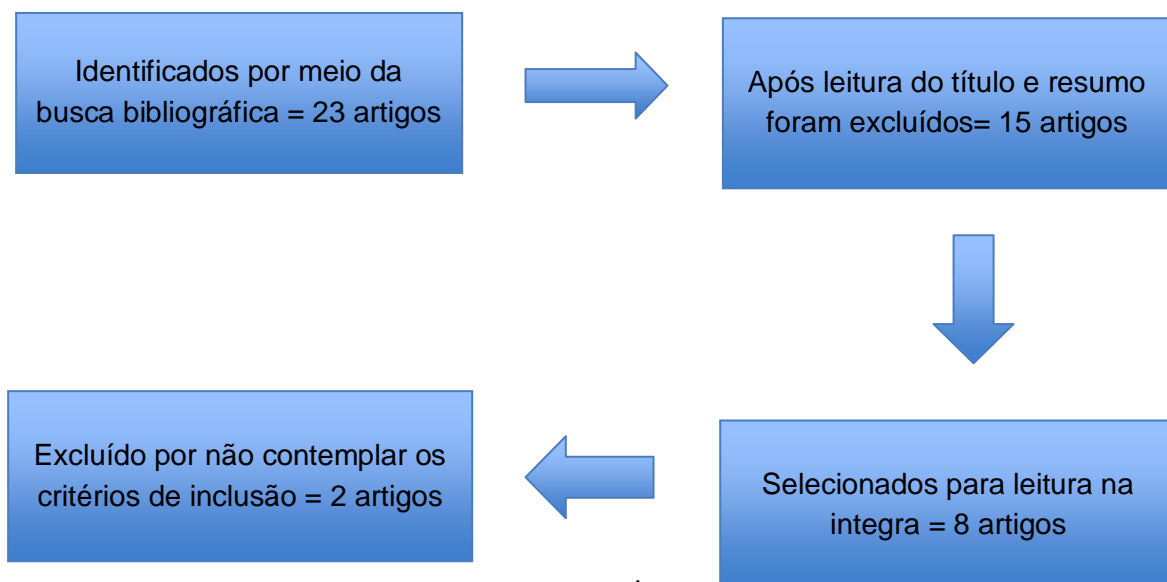 Identificados por meio da
busca bibliográfica = 23 artigos
Após leitura do título e resumo
foram excluídos= 15 artigos
Selecionados para leitura na
integra = 8 artigos
Excluído por não contemplar os
critérios de inclusão = 2 artigos